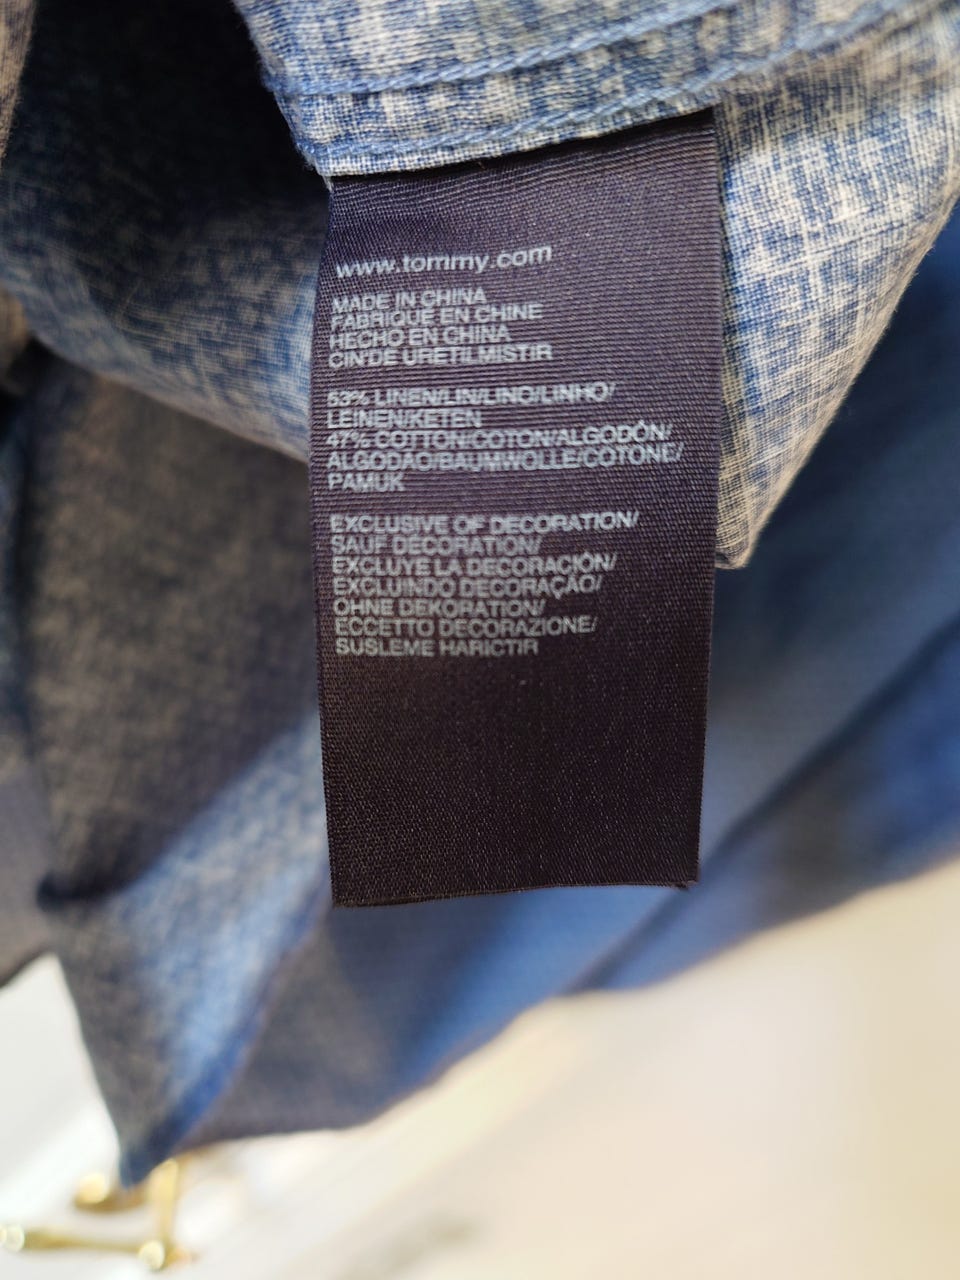 www.tommy.com
MADE IN CHINA
FABRIQUE EN CHINE
HECHO EN CHINA
CIN'DE URETILMISTIR
53% LINEN/LIN/LINO/LINHO/
LEINEN/KETEN
47% COTTON/COTON/ALGODÓN/
ALGODAO/BAUMWOLLE/COTONE/
PAMUK
EXCLUSIVE OF DECORATION/
SAUF DECORATION/
EXCLUYE LA DECORACIÓN/
EXCLUINDO DECORAÇÃO/
OHNE DEKORATION/
ECCETTO DECORAZIONE/
SUSLEME HARICTIR